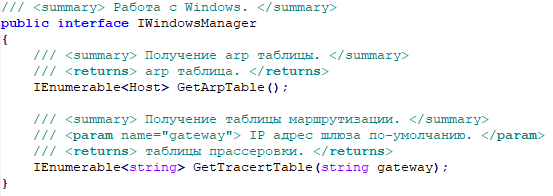 /// <summary> Работа с Windows. </summary>
public interface IWindowsManager
{
/// <summary> Получение arp таблицы. </summary>
/// <returns> arp таблица. </returns>
IEnumerable<Host> GetArpTable();
/// <summary> Получение таблицы маршрутизации. </summary>
/// <param name="gateway"> IP адрес шлюза по-умолчанию. </param>
/// <returns> таблицы прассеровки. </returns>
IEnumerable<string> GetTracertTable(string gateway);
}